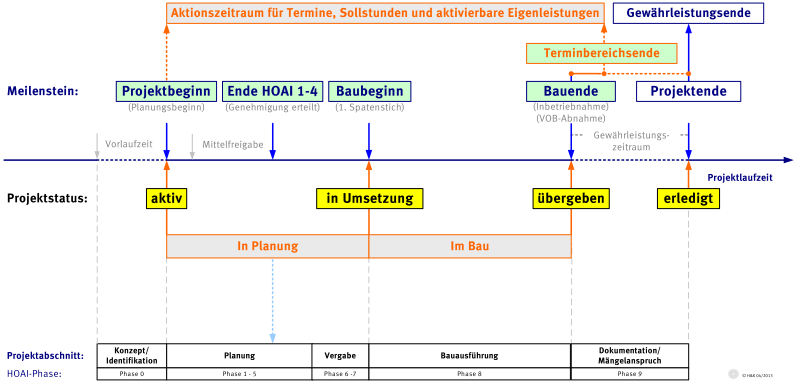 Aktionszeitraum für Termine, Sollstunden und aktivierbare Eigenleistungen
Gewährleistungsende
Terminbereichsende
Meilenstein:
Projektbeginn
(Planungsbeginn)
Ende HOAI 1-4
(Genehmigung erteilt)
Baubeginn
(1. Spatenstich)
Bauende
(Inbetriebnahme)
(VOB-Abnahme)
Projektende
Vorlaufzeit
Mittelfreigabe
Gewährleistungs-
zeitraum
Projektlaufzeit
Projektstatus:
aktiv
in Umsetzung
übergeben
erledigt
In Planung
Im Bau
Projektabschnitt:
Konzept/
Identifikation
Planung
Vergabe
Bauausführung
Dokumentation/
Mängelanspruch
HOAI-Phase:
Phase 0
Phase 1 - 5
Phase 6 -7
Phase 8
Phase 9